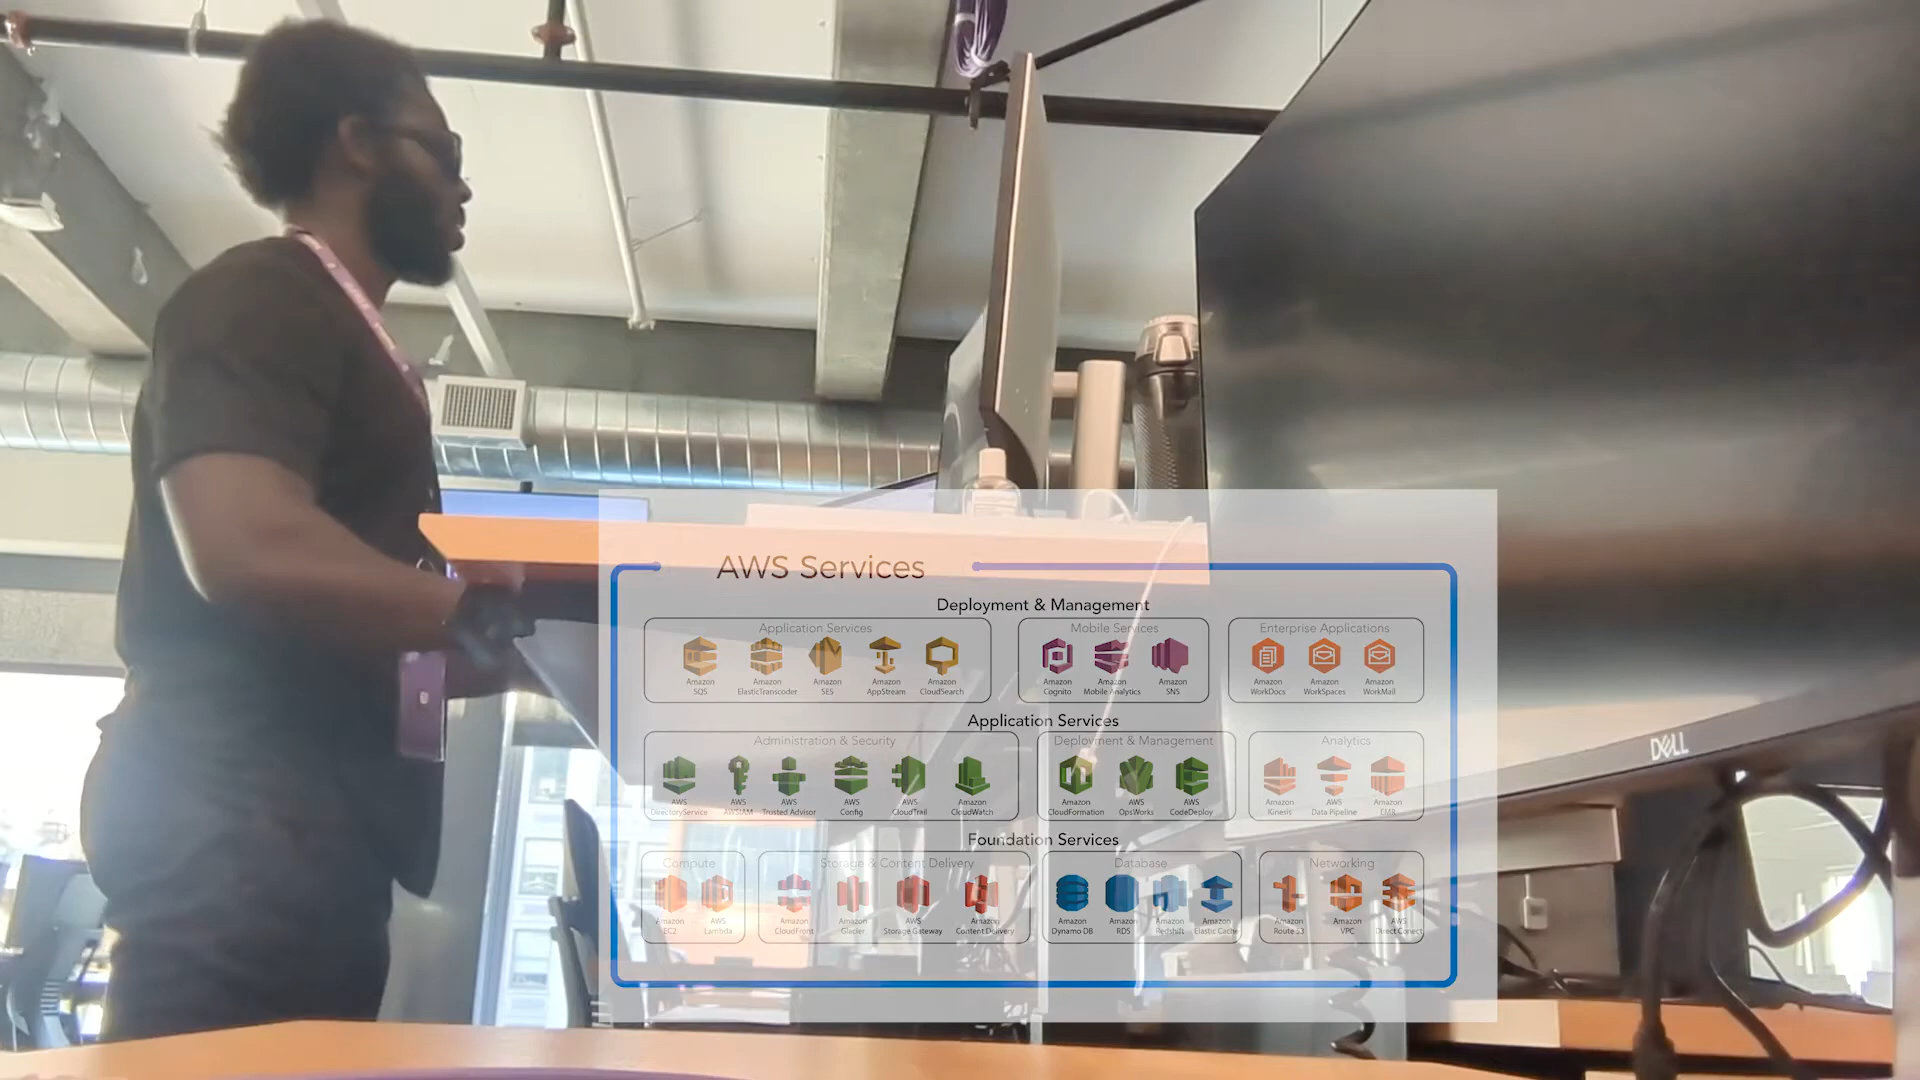 AWS Services
Deployment & Management
Application Services
Mobile Services
Enterprise Applications
Amazon SQS
Amazon ElasticTranscoder
Amazon SES
Amazon AppStream
Amazon CloudSearch
Amazon Cognito
Amazon Mobile Analytics
Amazon SNS
Amazon WorkDocs
Amazon WorkSpaces
Amazon WorkMail
Application Services
Administration & Security
Deployment & Management
Analytics
AWS DirectoryService
AWS AWSIAM
AWS Trusted Advisor
AWS Config
AWS CloudTrail
Amazon CloudWatch
Amazon CloudFormation
AWS OpsWorks
AWS CodeDeploy
Amazon Kinesis
AWS Data Pipeline
Amazon EMR
DELL
Foundation Services
Compute
Storage & Content Delivery
Database
Networking
Amazon EC2
AWS Lambda
Amazon CloudFront
Amazon Glacier
AWS Storage Gateway
Amazon Content Delivery
Amazon Dynamo DB
Amazon RDS
Amazon Redshift
Amazon Elastic Cache
Amazon Route 53
Amazon VPC
AWS Direct Conect